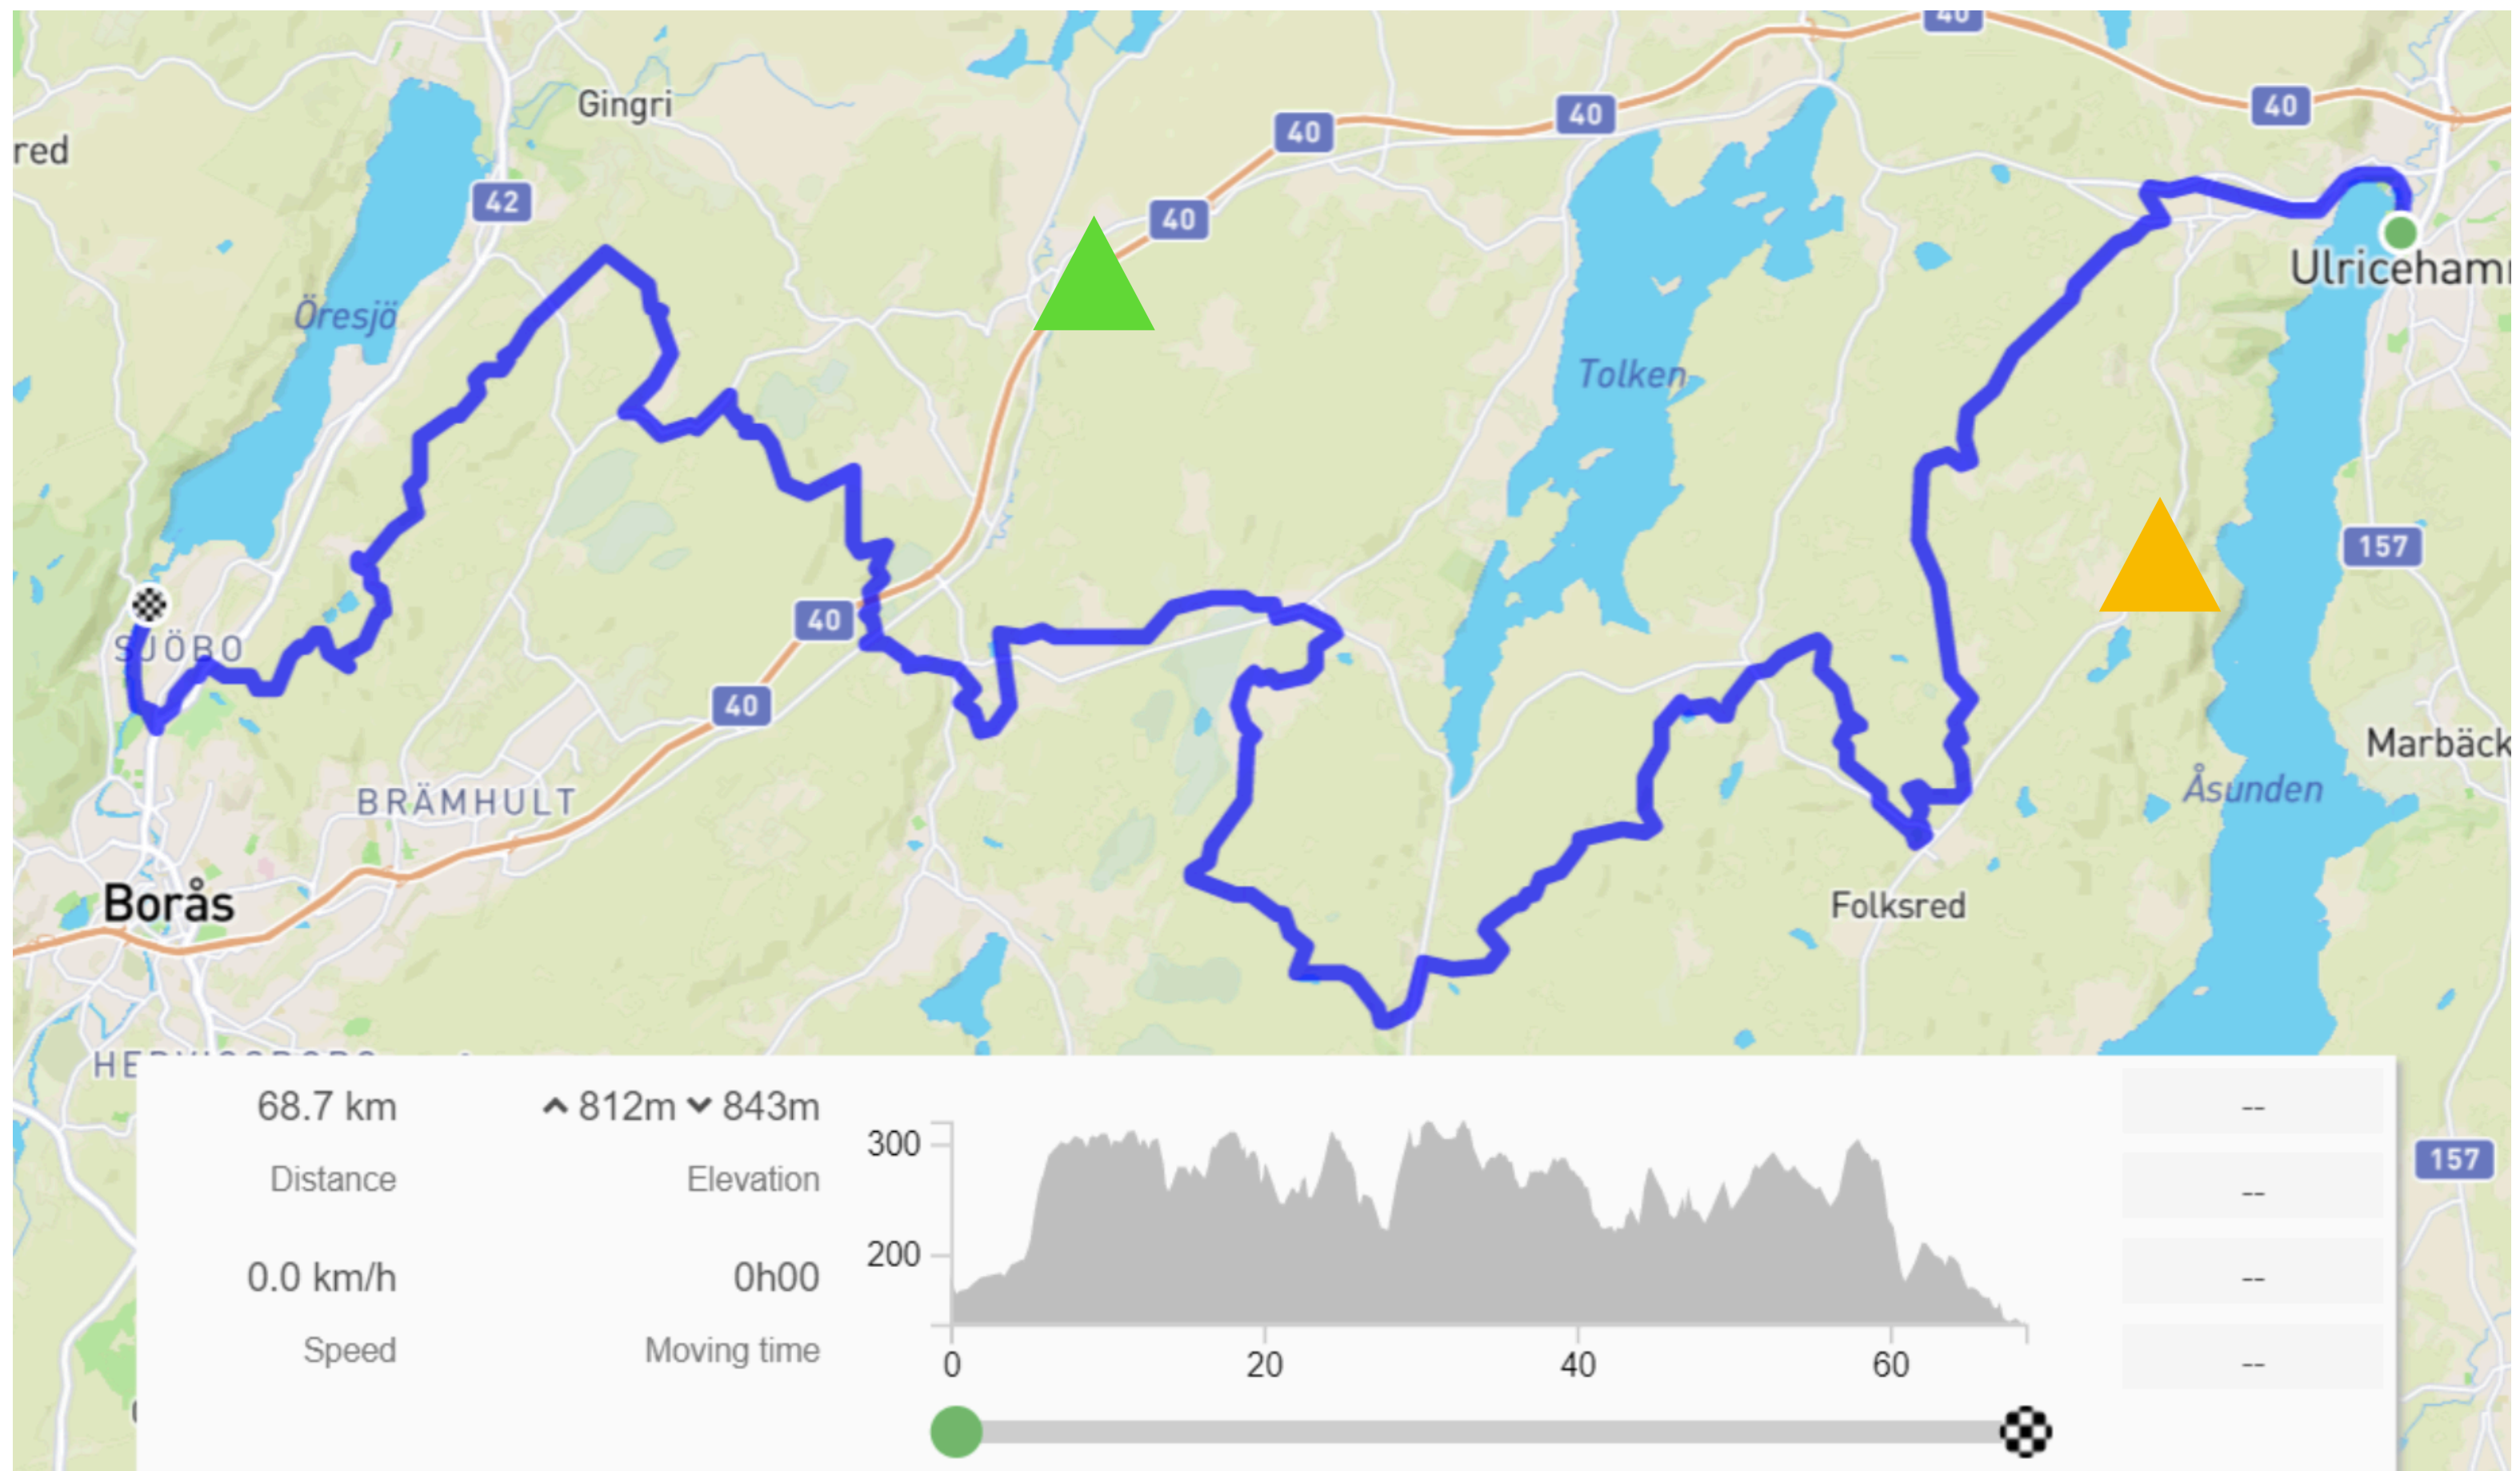 40
Gingri
40
40
40
red
42
40
Öresjö
Ulriceham
Tolken
157
40
SJÖBO
40
Marbäck
BRÄMHULT
Åsunden
Borås
Folksred
HE
68.7 km
812m 843m
Distance
Elevation
0.0 km/h
0h00
Speed
Moving time
300
200
0 20 40 60
--
--
--
--
157